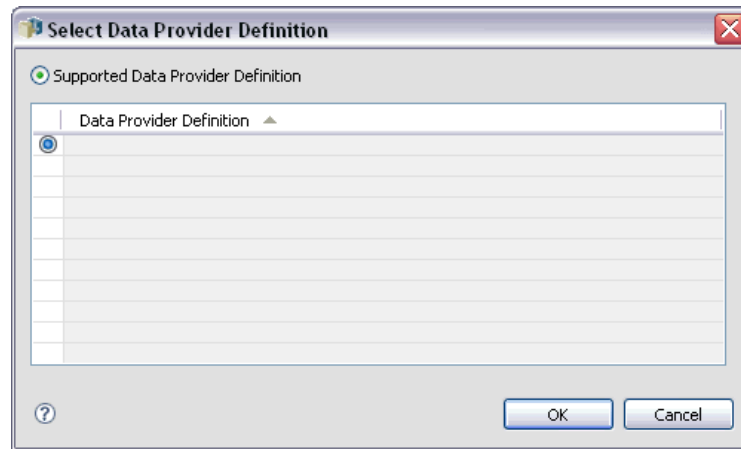 Select Data Provider Definition
Supported Data Provider Definition
Data Provider Definition
?
OK
Cancel